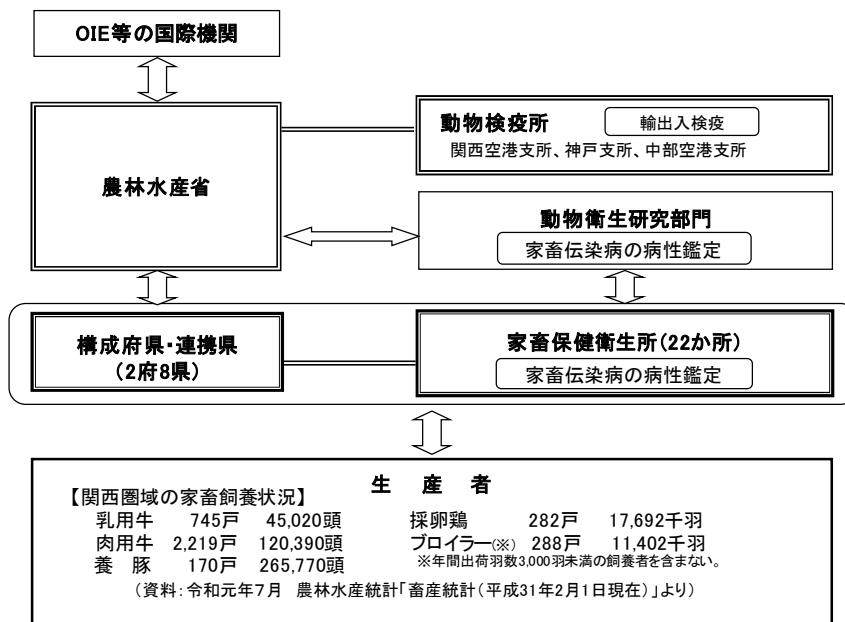 OIE等の国際機関
農林水産省
動物検疫所 輸出入検疫
関西空港支所、神戸支所、中部空港支所
動物衛生研究部門
家畜伝染病の病性鑑定
構成府県・連携県
(2府8県)
家畜保健衛生所(22か所)
家畜伝染病の病性鑑定
生 産 者
【関西圏域の家畜飼養状況】
乳用牛 745戸 45,020頭 採卵鶏 282戸 17,692千羽
肉用牛 2,219戸 120,390頭 ブロイラー(※) 288戸 11,402千羽
養 豚 170戸 265,770頭 ※年間出荷羽数3,000羽未満の飼養者を含まない。
(資料:令和元年7月 農林水産統計「畜産統計(平成31年2月1日現在)」より)